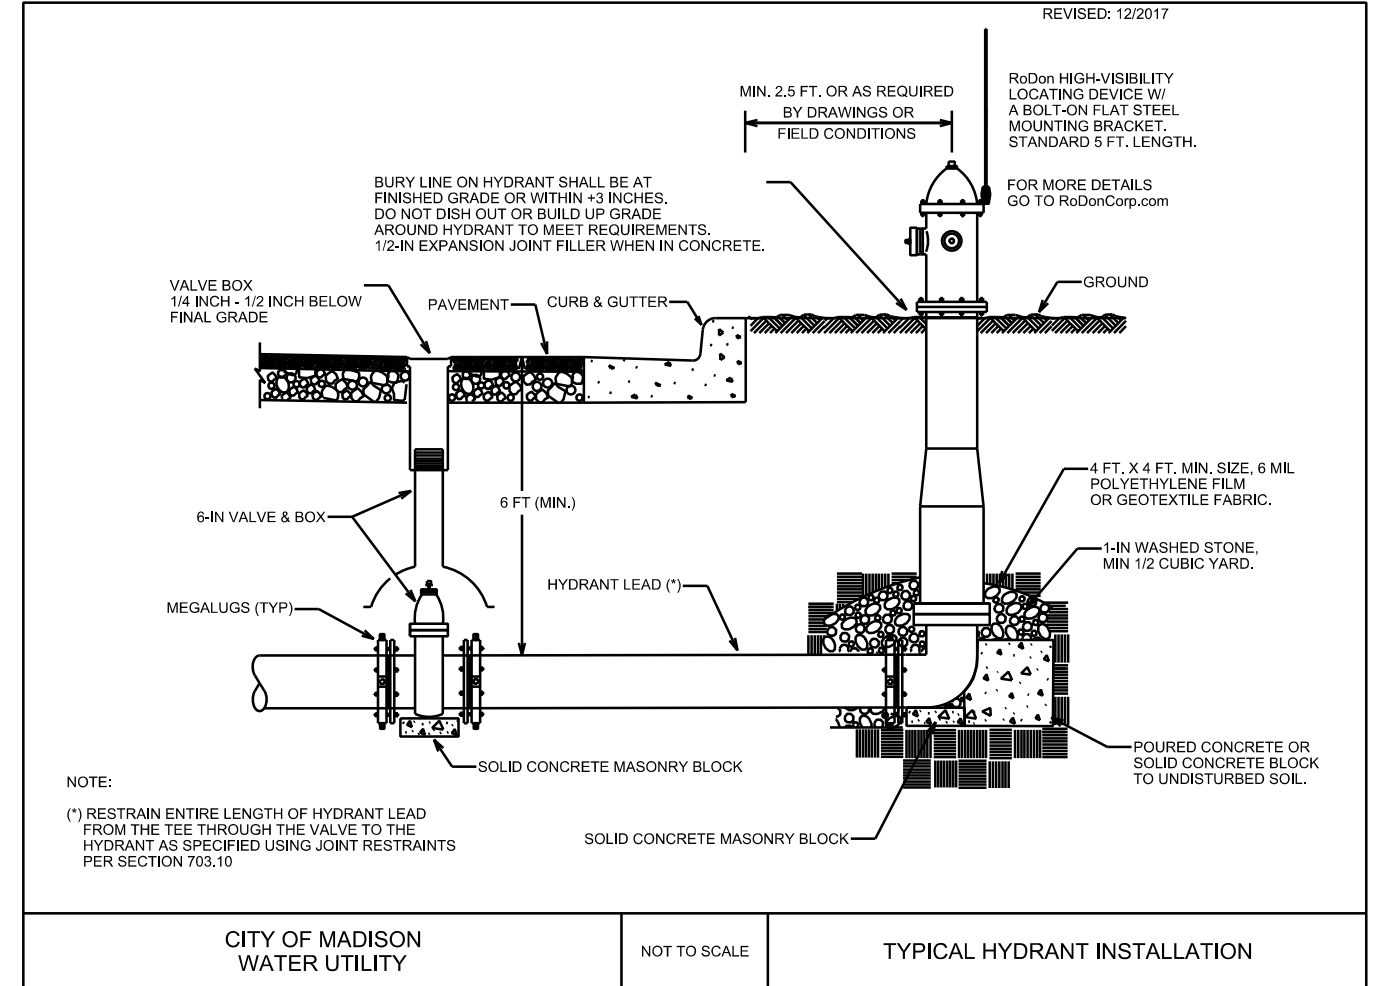 REVISED: 12/2017
RoDon HIGH-VISIBILITY
LOCATING DEVICE W/
A BOLT-ON FLAT STEEL
MOUNTING BRACKET.
STANDARD 5 FT. LENGTH.
FOR MORE DETAILS
GO TO RoDonCorp.com
MIN. 2.5 FT. OR AS REQUIRED
BY DRAWINGS OR
FIELD CONDITIONS
BURY LINE ON HYDRANT SHALL BE AT
FINISHED GRADE OR WITHIN +3 INCHES.
DO NOT DISH OUT OR BUILD UP GRADE
AROUND HYDRANT TO MEET REQUIREMENTS.
1/2-IN EXPANSION JOINT FILLER WHEN IN CONCRETE.
VALVE BOX
1/4 INCH - 1/2 INCH BELOW
FINAL GRADE
PAVEMENT
CURB & GUTTER
GROUND
4 FT. X 4 FT. MIN. SIZE, 6 MIL
POLYETHYLENE FILM
OR GEOTEXTILE FABRIC.
6 FT (MIN.)
6-IN VALVE & BOX
1-IN WASHED STONE,
MIN 1/2 CUBIC YARD.
HYDRANT LEAD (*)
MEGALUGS (TYP)
POURED CONCRETE OR
SOLID CONCRETE BLOCK
TO UNDISTURBED SOIL.
SOLID CONCRETE MASONRY BLOCK
SOLID CONCRETE MASONRY BLOCK
NOTE:
(*) RESTRAIN ENTIRE LENGTH OF HYDRANT LEAD
FROM THE TEE THROUGH THE VALVE TO THE
HYDRANT AS SPECIFIED USING JOINT RESTRAINTS
PER SECTION 703.10
CITY OF MADISON
WATER UTILITY
NOT TO SCALE
TYPICAL HYDRANT INSTALLATION